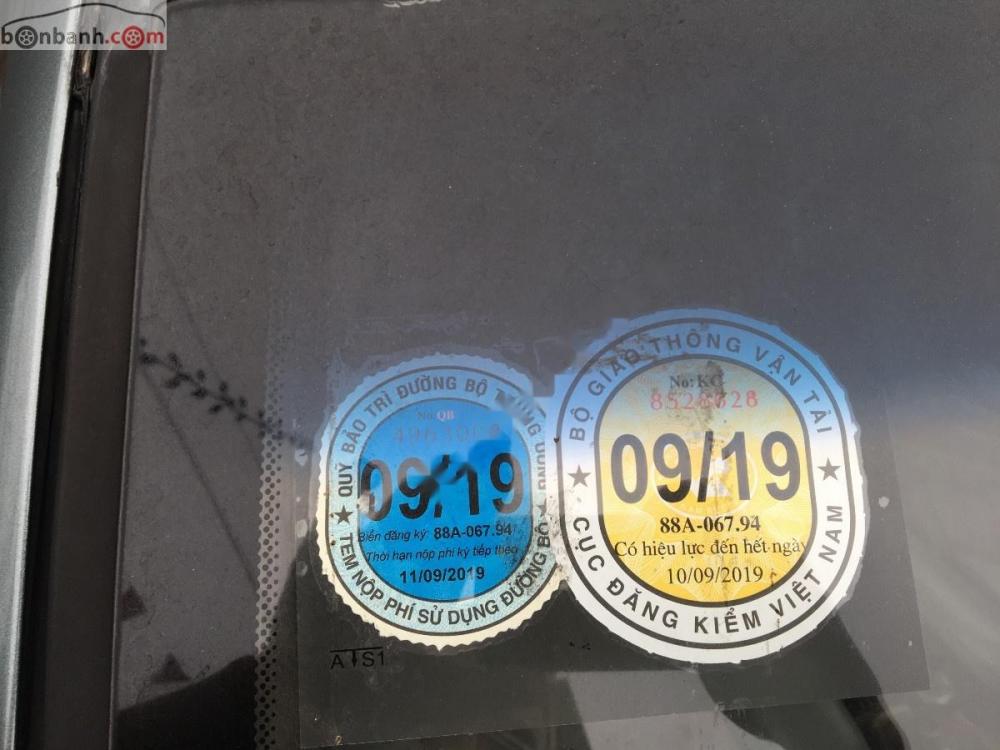 bonbanh.com
QUỸ BẢO TRÌ ĐƯỜNG BỘ TRUNG ƯƠNG
No: QB
09/19
Biển đăng ký: 88A-067.94
Thời hạn nộp phí kỳ tiếp theo
11/09/2019
★ TEM NỘP PHÍ SỬ DỤNG ĐƯỜNG BỘ ★
BỘ GIAO THÔNG VẬN TẢI
No: KC
8528628
09/19
88A-067.94
Có hiệu lực đến hết ngày
10/09/2019
★ CỤC ĐĂNG KIỂM VIỆT NAM ★
AS1